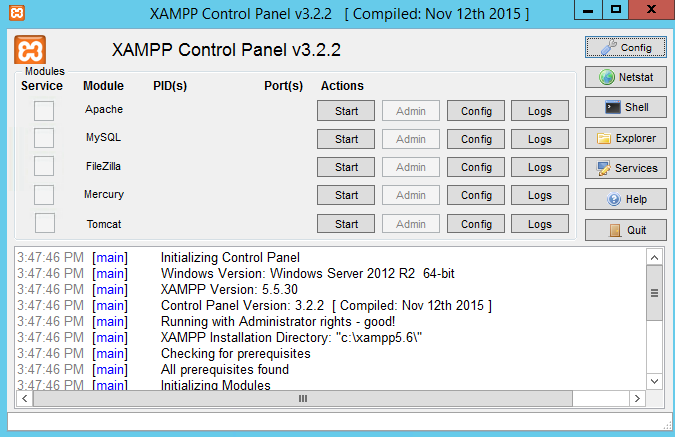 XAMPP Control Panel v3.2.2 [ Compiled: Nov 12th 2015 ]
XAMPP Control Panel v3.2.2
Config
Modules
Service Module PID(s) Port(s) Actions
Netstat
Apache Start Admin Config Logs
Shell
MySQL Start Admin Config Logs
Explorer
FileZilla Start Admin Config Logs
Services
Mercury Start Admin Config Logs
Help
Tomcat Start Admin Config Logs
Quit
3:47:46 PM [main] Initializing Control Panel
3:47:46 PM [main] Windows Version: Windows Server 2012 R2 64-bit
3:47:46 PM [main] XAMPP Version: 5.5.30
3:47:46 PM [main] Control Panel Version: 3.2.2 [ Compiled: Nov 12th 2015 ]
3:47:46 PM [main] Running with Administrator rights - good!
3:47:46 PM [main] XAMPP Installation Directory: "c:\xampp5.6\"
3:47:46 PM [main] Checking for prerequisites
3:47:46 PM [main] All prerequisites found
3:47:46 PM [main] Initializing Modules